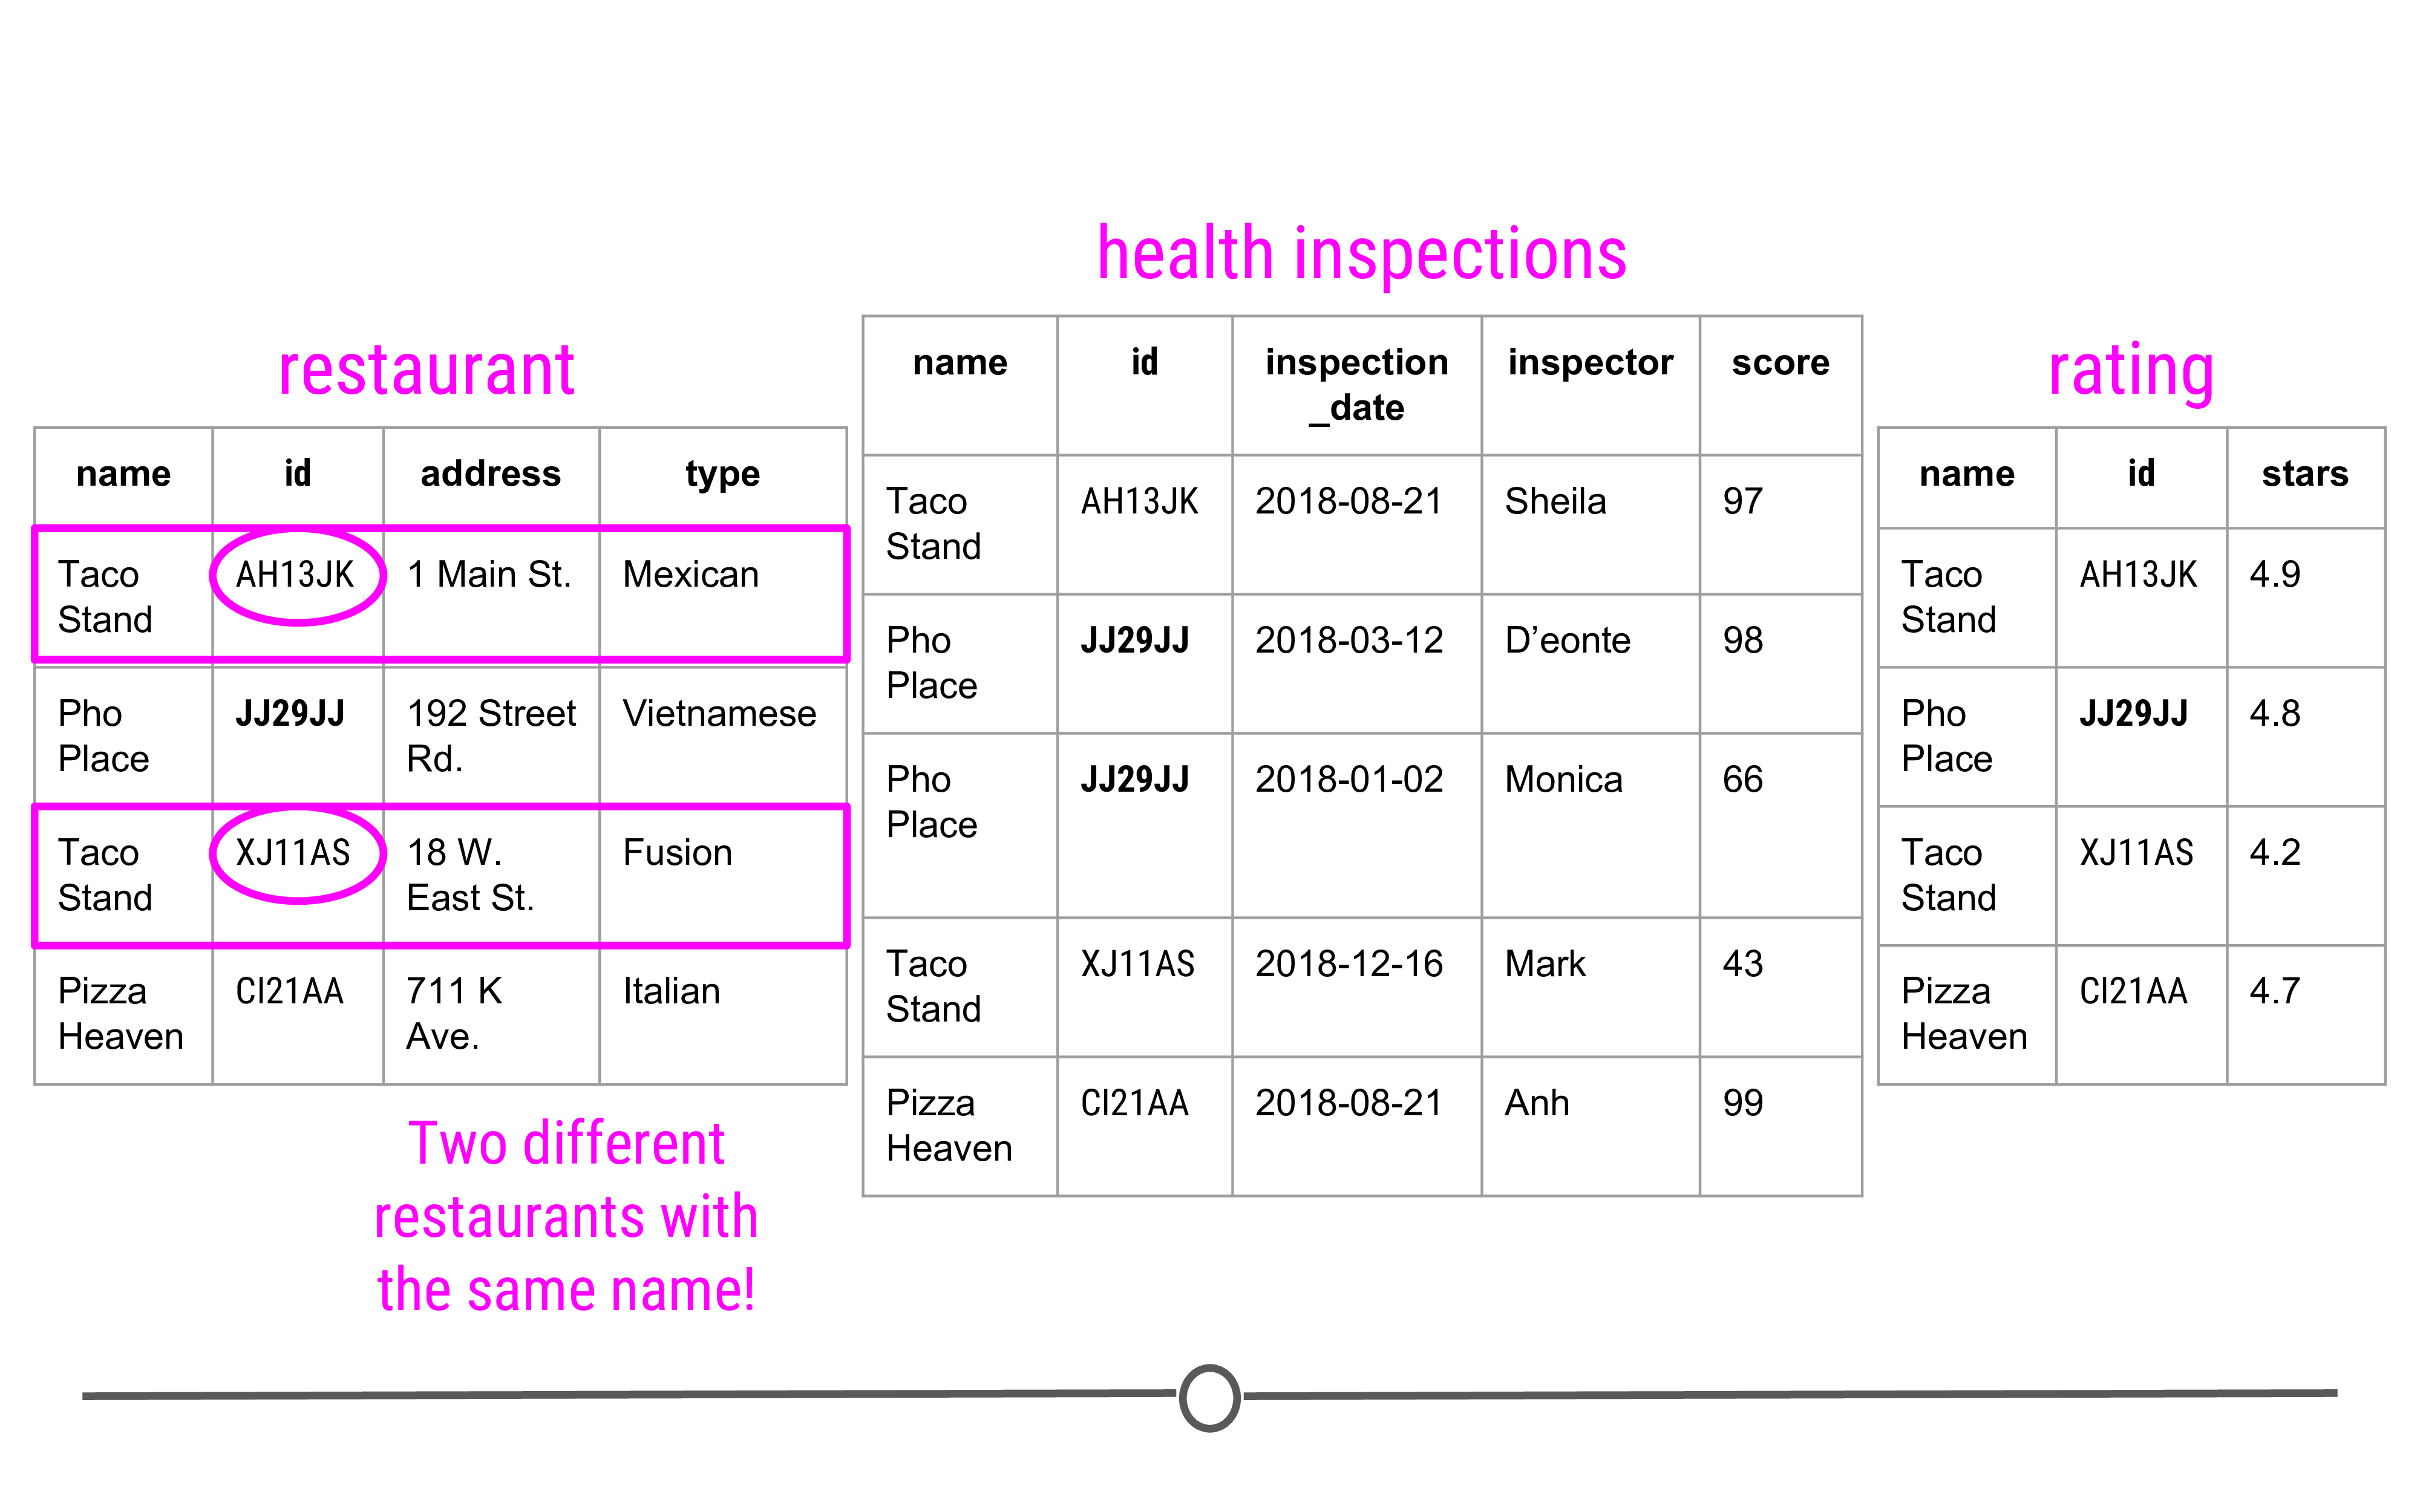 health inspections
restaurant
rating
name id address type
Taco Stand AH13JK 1 Main St. Mexican
Pho Place JJ29JJ 192 Street Rd. Vietnamese
Taco Stand XJ11AS 18 W. East St. Fusion
Pizza Heaven CI21AA 711 K Ave. Italian
Two different
restaurants with
the same name!
name id inspection_date inspector score
Taco Stand AH13JK 2018-08-21 Sheila 97
Pho Place JJ29JJ 2018-03-12 D’eonte 98
Pho Place JJ29JJ 2018-01-02 Monica 66
Taco Stand XJ11AS 2018-12-16 Mark 43
Pizza Heaven CI21AA 2018-08-21 Anh 99
name id stars
Taco Stand AH13JK 4.9
Pho Place JJ29JJ 4.8
Taco Stand XJ11AS 4.2
Pizza Heaven CI21AA 4.7